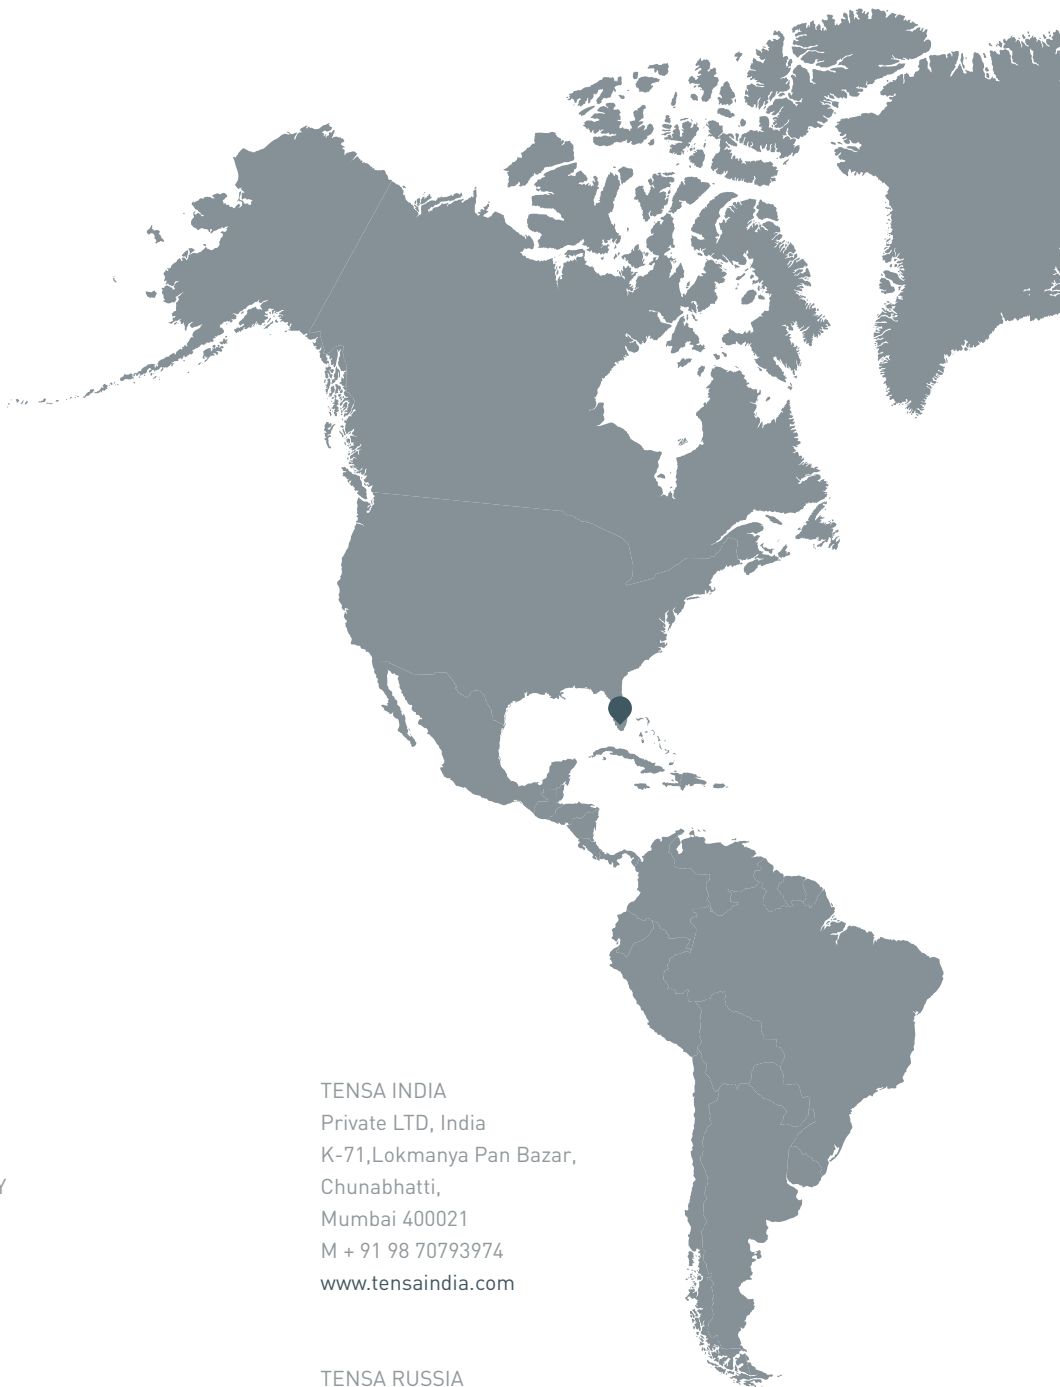 TENSA INDIA
Private LTD, India
K-71,Lokmanya Pan Bazar,
Chunabhatti,
Y
Mumbai 400021
M + 91 98 70793974
www.tensaindia.com
TENSA RUSSIA